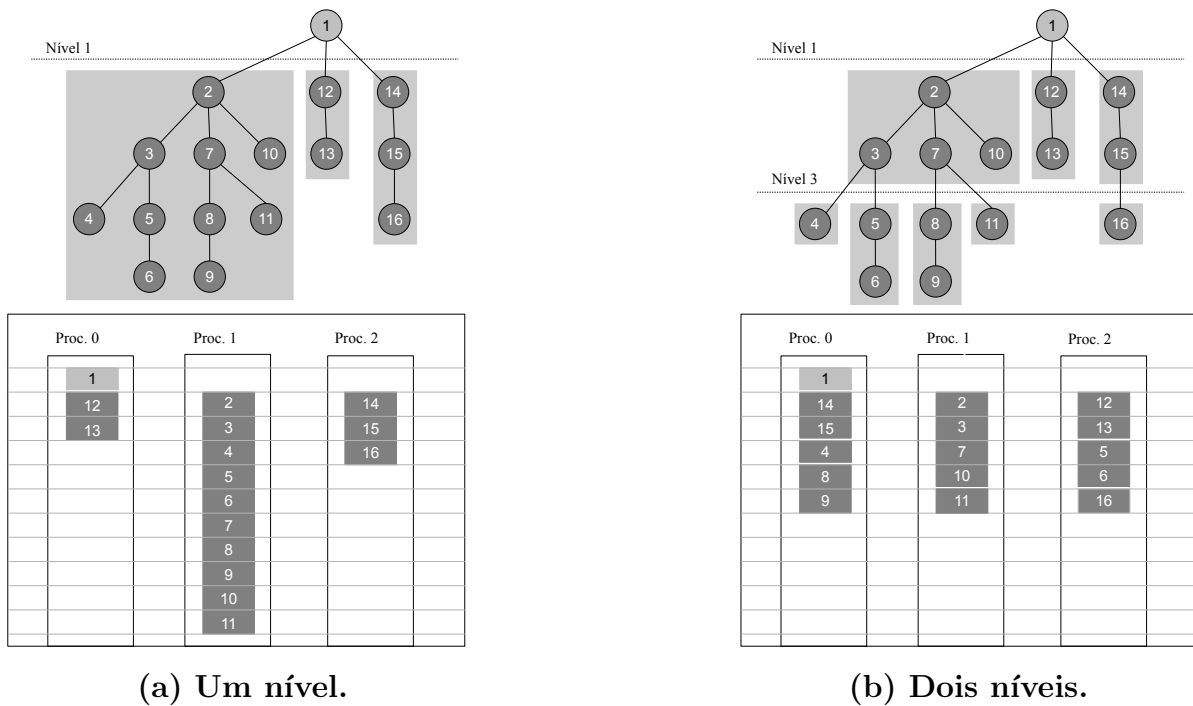 1
Nível 1
2 12 14
3 7 10 13 15
4 5 8 11 16
6 9
Proc. 0 Proc. 1 Proc. 2
1
12 2 14
13 3 15
4 16
5
6
7
8
9
10
11
(a) Um nível.
1
Nível 1
2 12 14
3 7 10 13 15
Nível 3
4 5 8 11 16
6 9
Proc. 0 Proc. 1 Proc. 2
1
14 2 12
15 3 13
4 7 5
8 10 6
9 11 16
(b) Dois níveis.